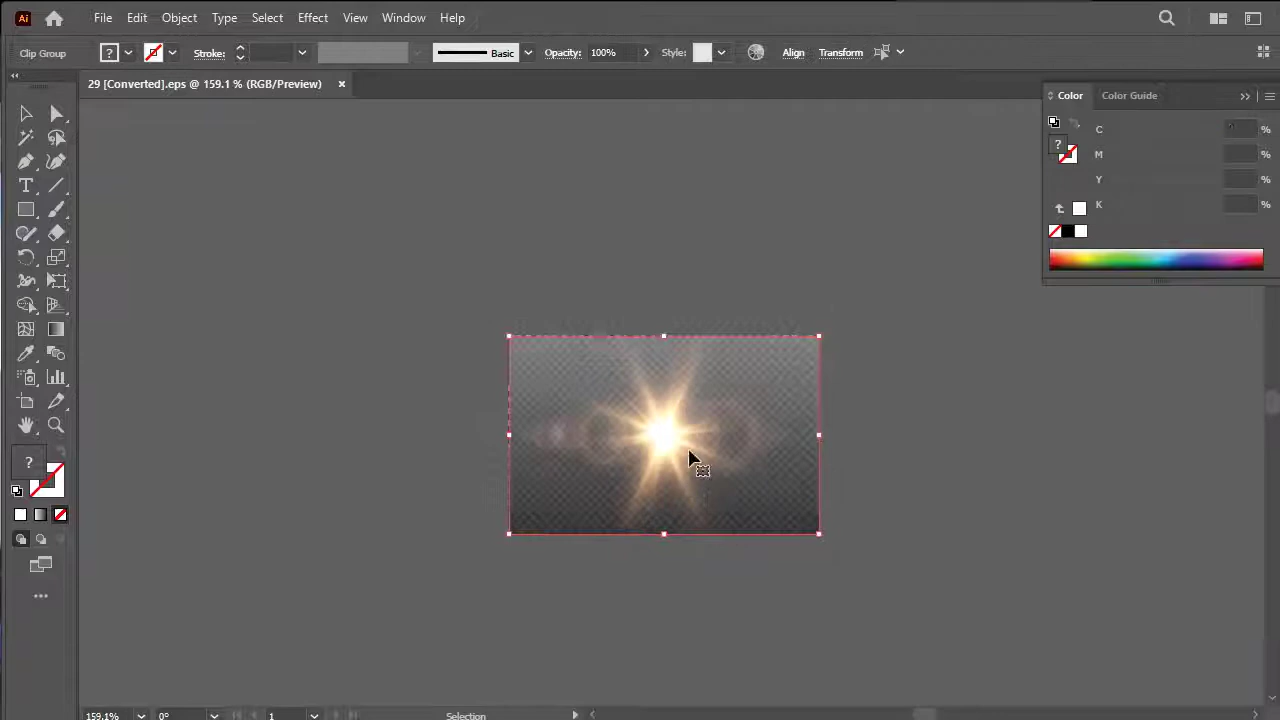 Ai File Edit Object Type Select Effect View Window Help
Clip Group ? Stroke: Basic Opacity: 100% Style: Align Transform
29 [Converted].eps @ 159.1 % (RGB/Preview) ×
Color Color Guide
C %
? M %
Y %
K %
T
?
159.1% 0° 1 Selection